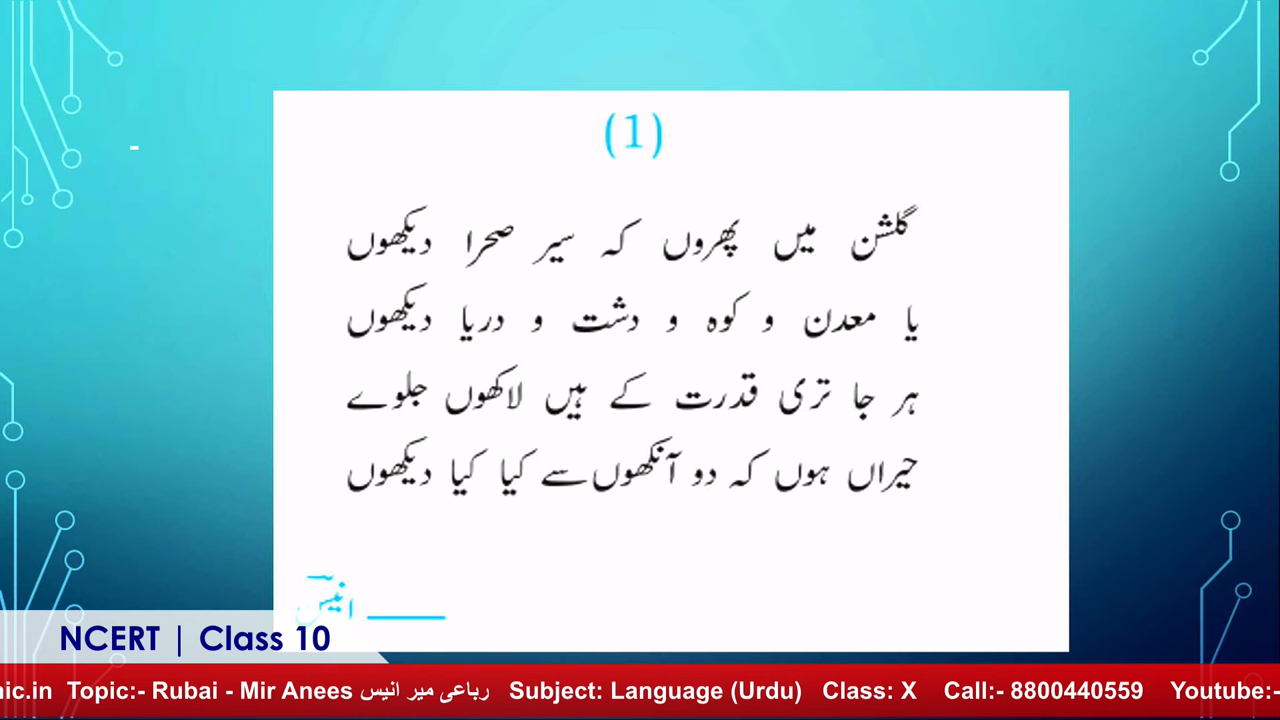 (1)
گلشن میں پھروں کہ سیر صحرا دیکھوں
یا معدن و کوہ و دشت و دریا دیکھوں
ہر جا تری قدرت کے ہیں لاکھوں جلوے
حیراں ہوں کہ دو آنکھوں سے کیا کیا دیکھوں
انیسؔ
NCERT | Class 10
nic.in Topic:- Rubai - Mir Anees رباعی میر انیس Subject: Language (Urdu) Class: X Call:- 8800440559 Youtube:-